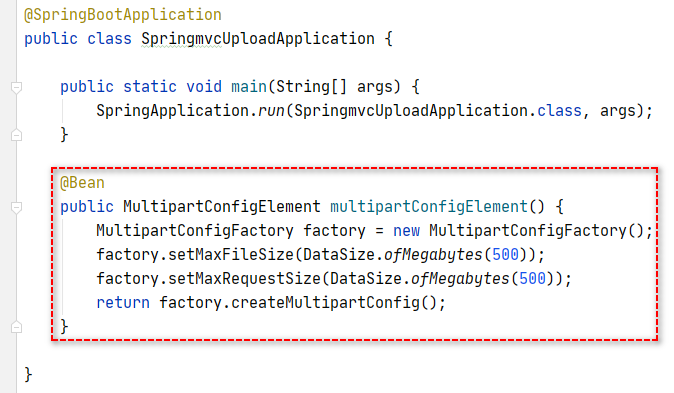 @SpringBootApplication
public class SpringmvcUploadApplication {
public static void main(String[] args) {
SpringApplication.run(SpringmvcUploadApplication.class, args);
}
@Bean
public MultipartConfigElement multipartConfigElement() {
MultipartConfigFactory factory = new MultipartConfigFactory();
factory.setMaxFileSize(DataSize.ofMegabytes(500));
factory.setMaxRequestSize(DataSize.ofMegabytes(500));
return factory.createMultipartConfig();
}
}